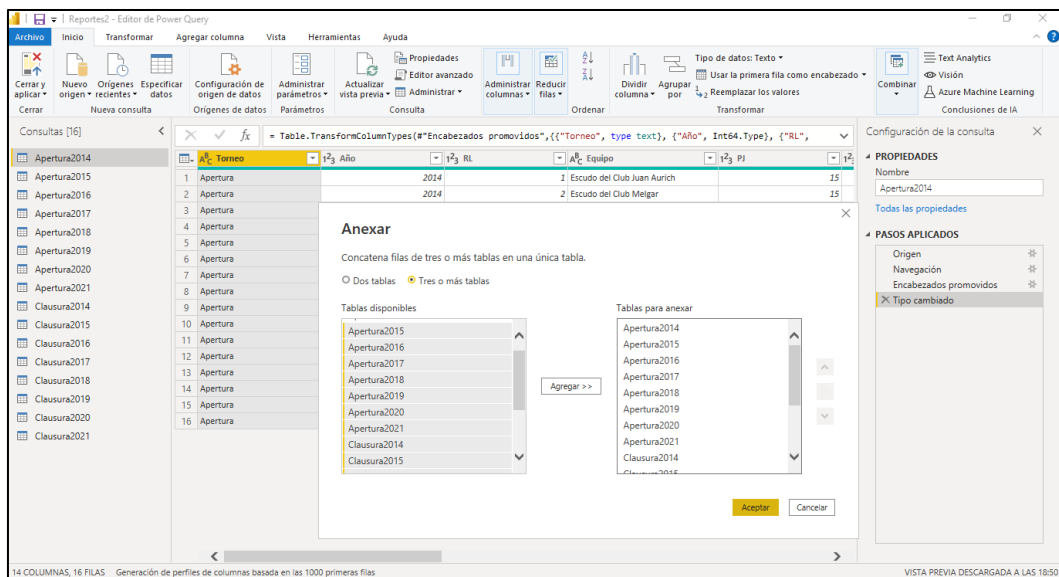 Reportes2 - Editor de Power Query
Archivo Inicio Transformar Agregar columna Vista Herramientas Ayuda
Cerrar y aplicar
Cerrar
Nuevo origen
Orígenes recientes
Especificar datos
Nueva consulta
Configuración de origen de datos
Orígenes de datos
Administrar parámetros
Parámetros
Actualizar vista previa
Propiedades
Editor avanzado
Administrar
Consulta
Administrar columnas
Reducir filas
Ordenar
Dividir columna
Agrupar por
Tipo de datos: Texto
Usar la primera fila como encabezado
Reemplazar los valores
Transformar
Combinar
Text Analytics
Visión
Azure Machine Learning
Conclusiones de IA
Consultas [16]
Apertura2014
Apertura2015
Apertura2016
Apertura2017
Apertura2018
Apertura2019
Apertura2020
Apertura2021
Clausura2014
Clausura2015
Clausura2016
Clausura2017
Clausura2018
Clausura2019
Clausura2020
Clausura2021
fx = Table.TransformColumnTypes(#"Encabezados promovidos",{{"Torneo", type text}, {"Año", Int64.Type}, {"RL",
ABC Torneo 123 Año 123 RL ABC Equipo 123 PJ 123
1 Apertura 2014 1 Escudo del Club Juan Aurich 15
2 Apertura 2014 2 Escudo del Club Melgar 15
3 Apertura
4 Apertura
5 Apertura
6 Apertura
7 Apertura
8 Apertura
9 Apertura
10 Apertura
11 Apertura
12 Apertura
13 Apertura
14 Apertura
15 Apertura
16 Apertura
Anexar
Concatena filas de tres o más tablas en una única tabla.
Dos tablas Tres o más tablas
Tablas disponibles
Apertura2015
Apertura2016
Apertura2017
Apertura2018
Apertura2019
Apertura2020
Apertura2021
Clausura2014
Clausura2015
Agregar >>
Tablas para anexar
Apertura2014
Apertura2015
Apertura2016
Apertura2017
Apertura2018
Apertura2019
Apertura2020
Apertura2021
Clausura2014
Clausura2015
Aceptar Cancelar
Configuración de la consulta
PROPIEDADES
Nombre
Apertura2014
Todas las propiedades
PASOS APLICADOS
Origen
Navegación
Encabezados promovidos
Tipo cambiado
14 COLUMNAS, 16 FILAS Generación de perfiles de columnas basada en las 1000 primeras filas
VISTA PREVIA DESCARGADA A LAS 18:50